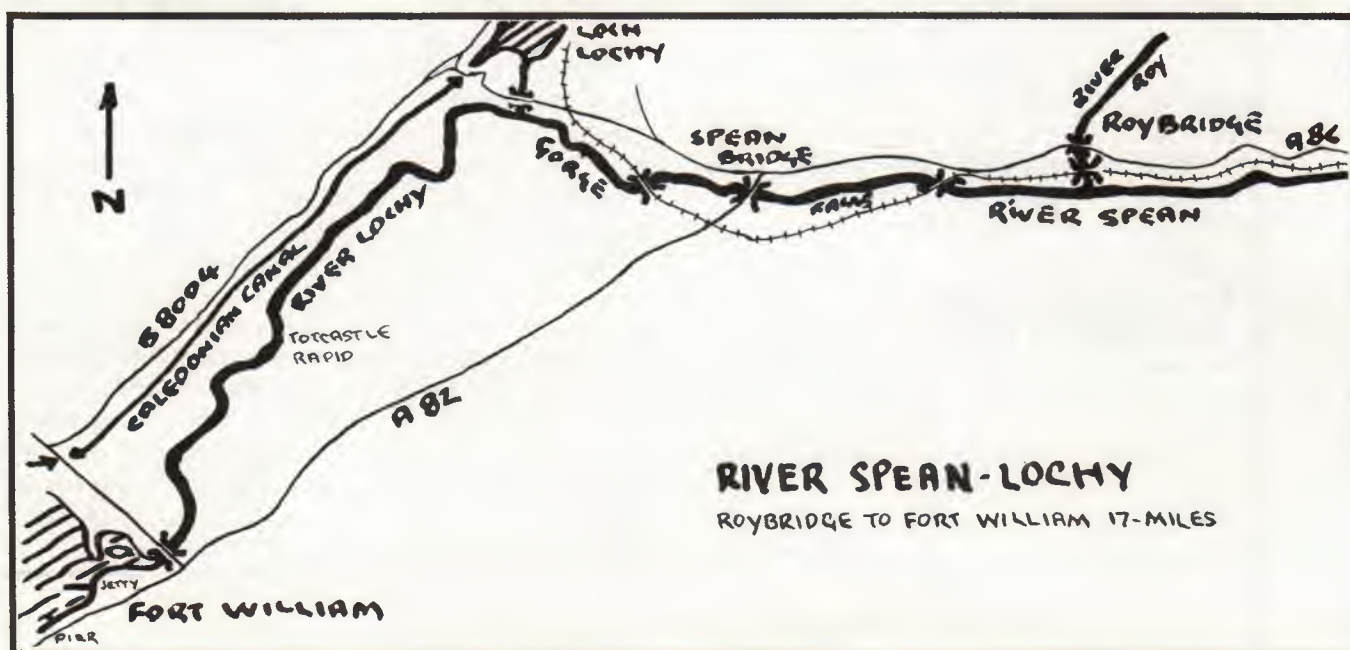 LOCH
LOCHY
RIVER
ROY
ROYBRIDGE
A86
SPEAN
BRIDGE
GORGE
FALLS
RIVER SPEAN
N
B8004
CALEDONIAN CANAL
RIVER LOCHY
TORCASTLE
RAPID
A 82
RIVER SPEAN-LOCHY
ROYBRIDGE TO FORT WILLIAM 17-MILES
JETTY
FORT WILLIAM
PIER